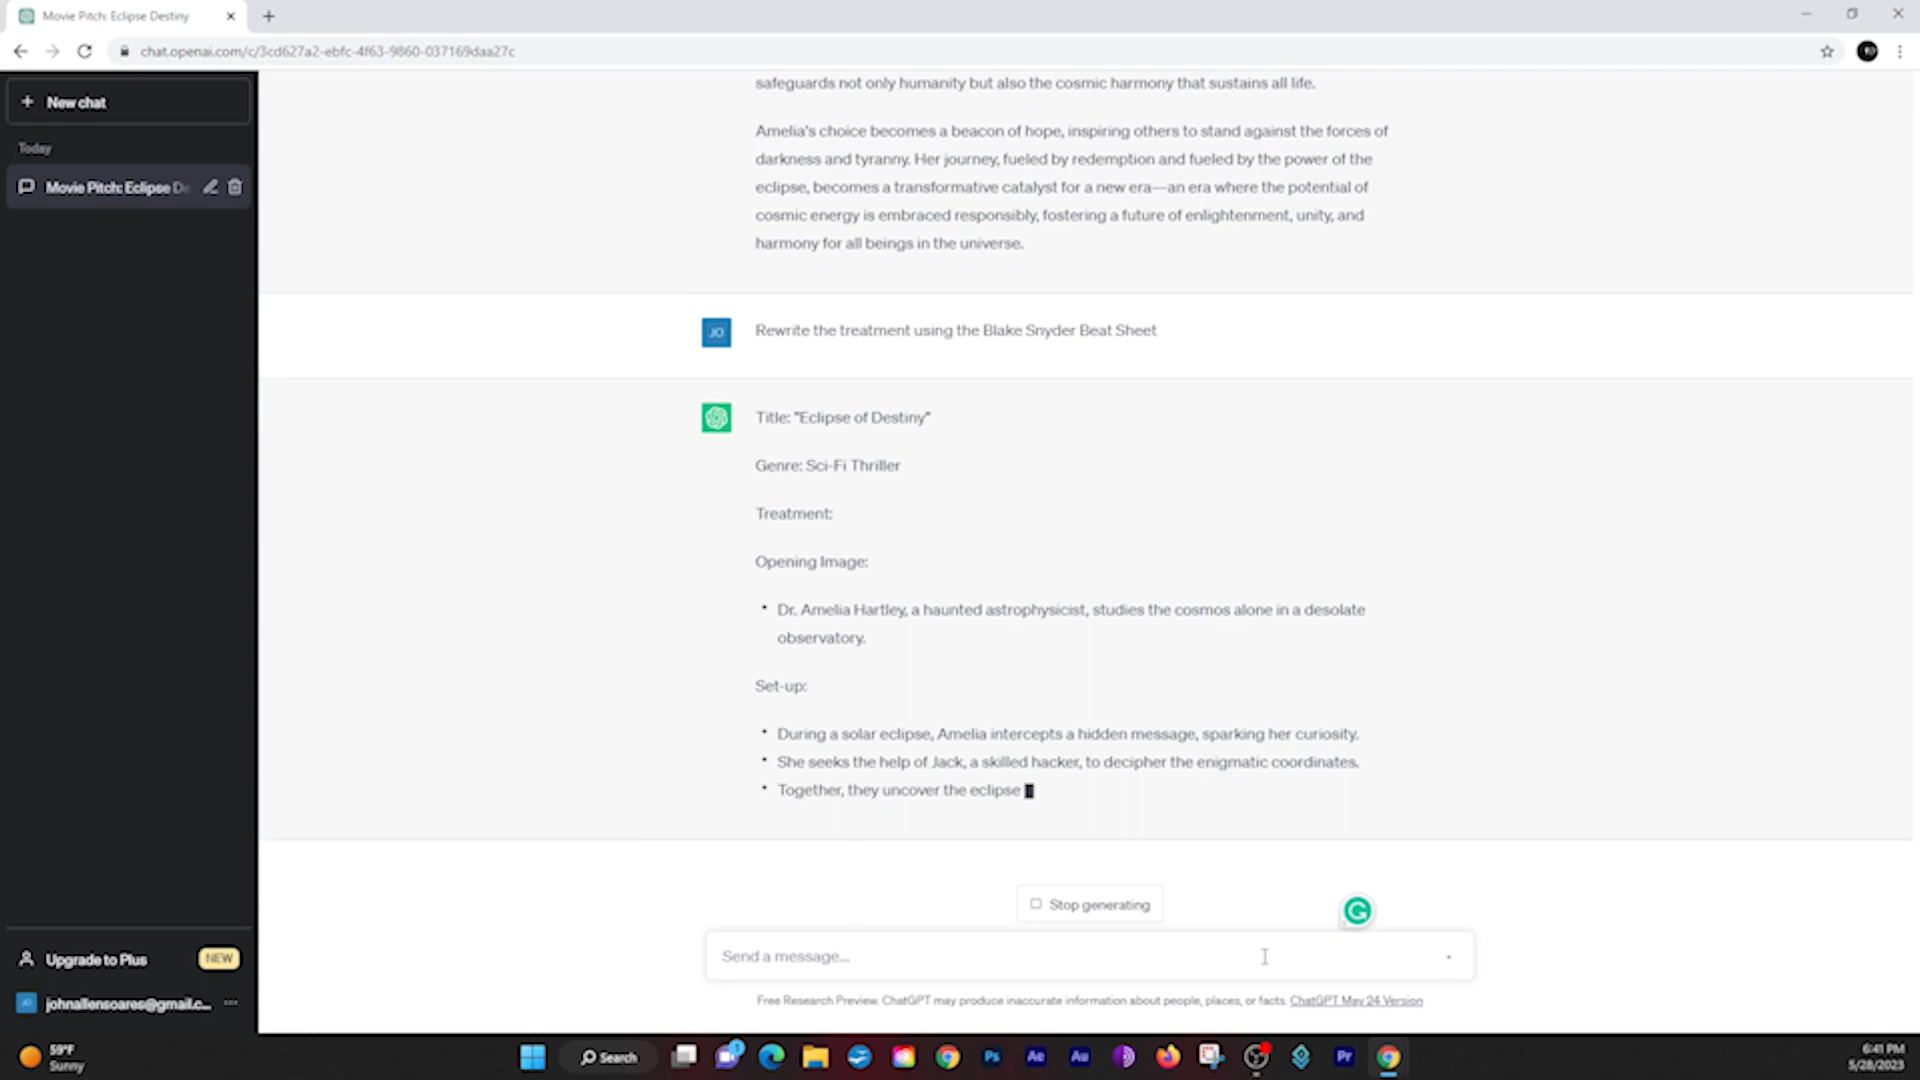 Movie Pitch: Eclipse Destiny
chat.openai.com/c/3cd627a2-ebfc-4f63-9860-037169daa27c
New chat
Today
Movie Pitch: Eclipse De
safeguards not only humanity but also the cosmic harmony that sustains all life.
Amelia's choice becomes a beacon of hope, inspiring others to stand against the forces of
darkness and tyranny. Her journey, fueled by redemption and fueled by the power of the
eclipse, becomes a transformative catalyst for a new era—an era where the potential of
cosmic energy is embraced responsibly, fostering a future of enlightenment, unity, and
harmony for all beings in the universe.
JO
Rewrite the treatment using the Blake Snyder Beat Sheet
Title: "Eclipse of Destiny"
Genre: Sci-Fi Thriller
Treatment:
Opening Image:
• Dr. Amelia Hartley, a haunted astrophysicist, studies the cosmos alone in a desolate
observatory.
Set-up:
• During a solar eclipse, Amelia intercepts a hidden message, sparking her curiosity.
• She seeks the help of Jack, a skilled hacker, to decipher the enigmatic coordinates.
• Together, they uncover the eclipse
Stop generating
Send a message...
Free Research Preview. ChatGPT may produce inaccurate information about people, places, or facts. ChatGPT May 24 Version
Upgrade to Plus
NEW
JO
johnallensoares@gmail.c...
59°F
Sunny
Search
Ps
Ae
Au
Pr
6:41 PM
5/28/2023